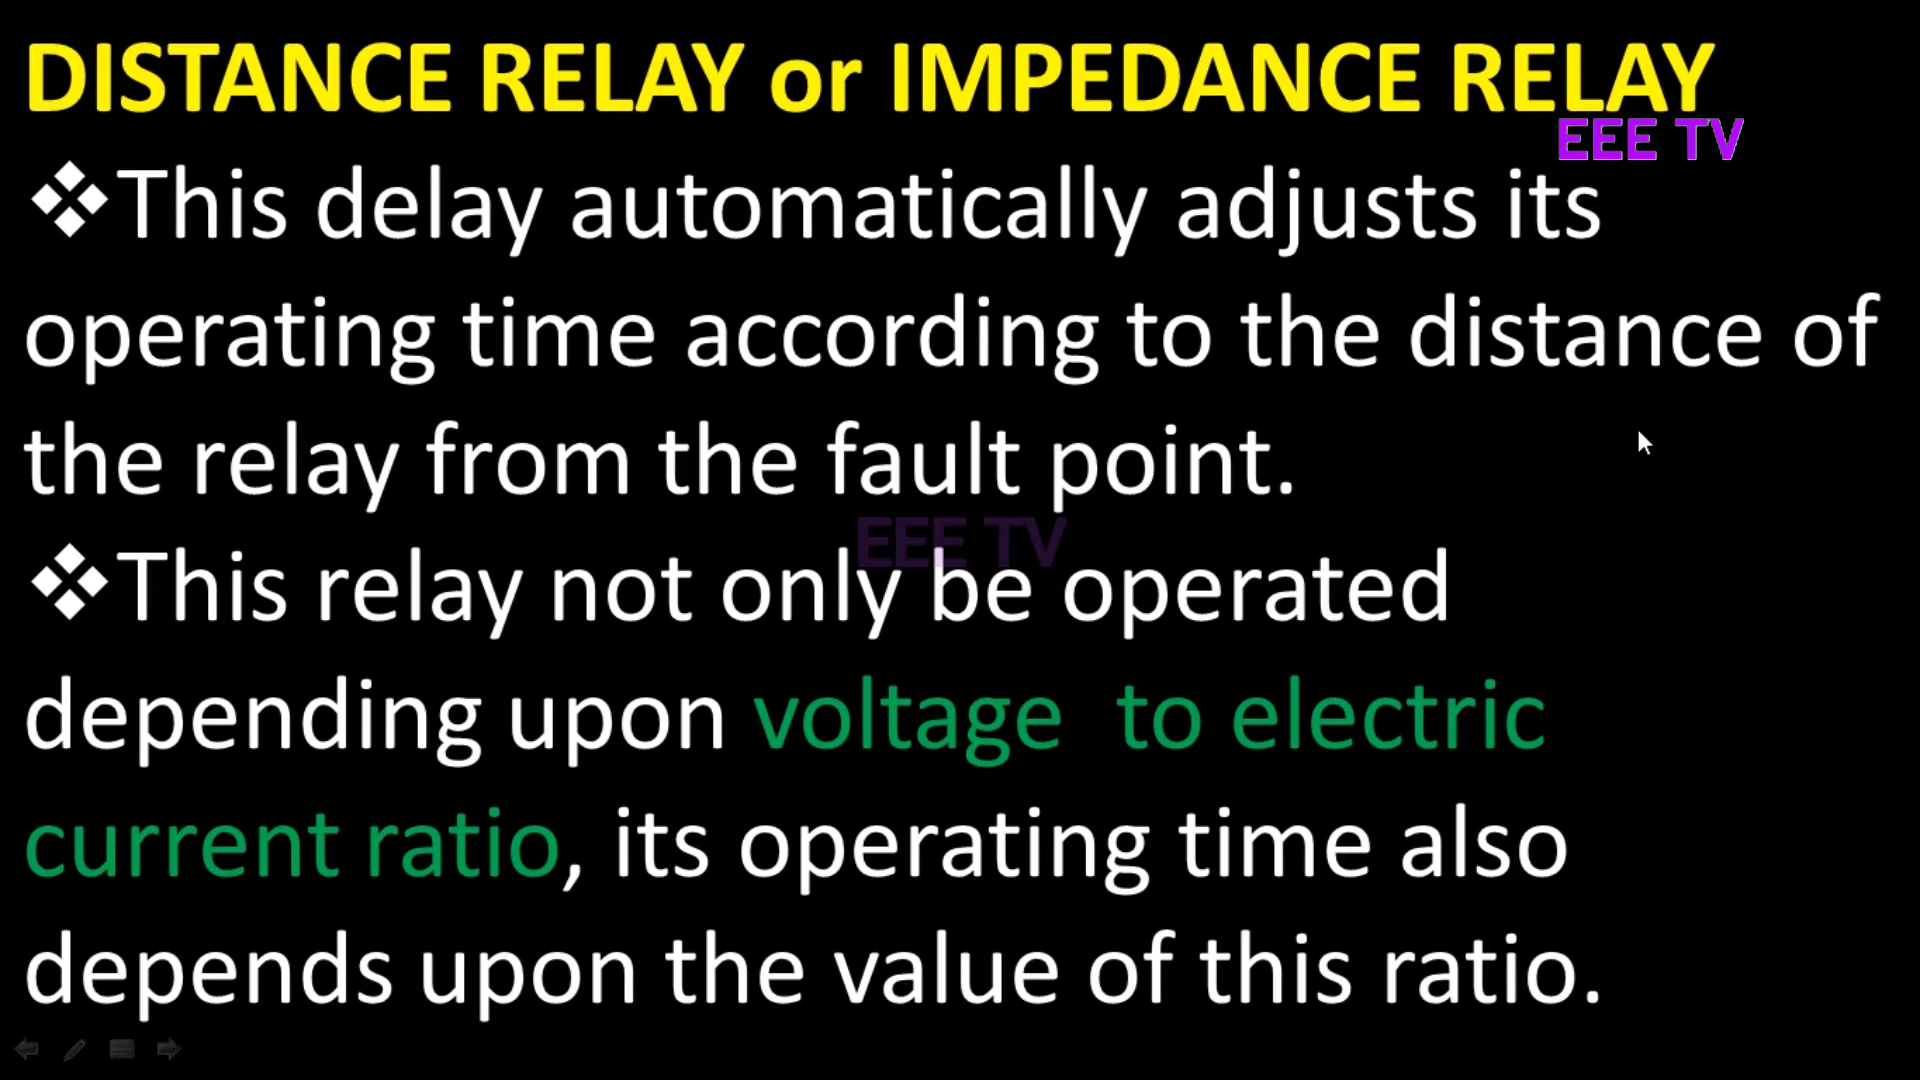 DISTANCE RELAY or IMPEDANCE RELAY
EEE TV
❖This delay automatically adjusts its
operating time according to the distance of
the relay from the fault point.
EEE TV
❖This relay not only be operated
depending upon voltage  to electric
current ratio, its operating time also
depends upon the value of this ratio.